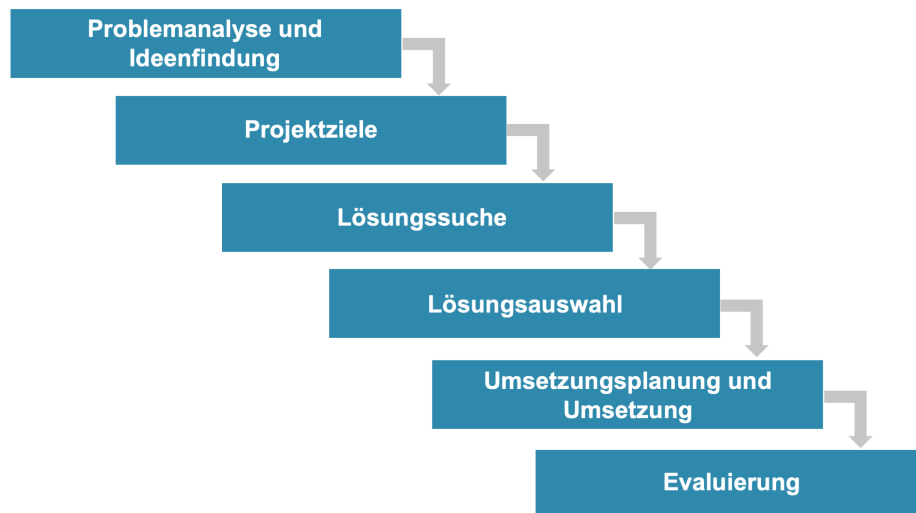 Problemanalyse und
Ideenfindung
Projektziele
Lösungssuche
Lösungsauswahl
Umsetzungsplanung und
Umsetzung
Evaluierung